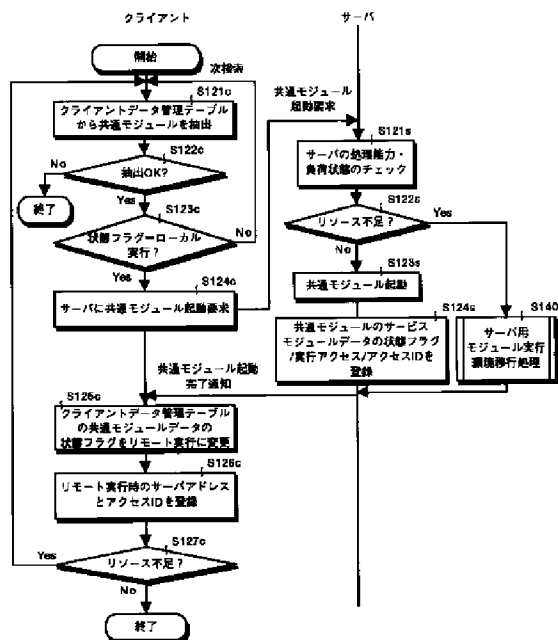 クライアント
サーバ
開始
次検索
S121c
クライアントデータ管理テーブル
から共通モジュールを抽出
S122c
抽出OK?
No
Yes
終了
S123c
状態フラグ＝ローカル
実行？
No
Yes
S124c
サーバに共通モジュール起動要求
共通モジュール
起動要求
S121s
サーバの処理能力・
負荷状態のチェック
S122s
リソース不足？
Yes
No
S123s
共通モジュール起動
S124s
共通モジュールのサービス
モジュールデータの状態フラグ
/実行アクセス/アクセスIDを
登録
S140
サーバ用
モジュール実行
環境移行処理
共通モジュール起動
完了通知
S125c
クライアントデータ管理テーブル
の共通モジュールデータの
状態フラグをリモート実行に変更
S126c
リモート実行時のサーバアドレス
とアクセスIDを登録
S127c
リソース不足？
Yes
No
終了